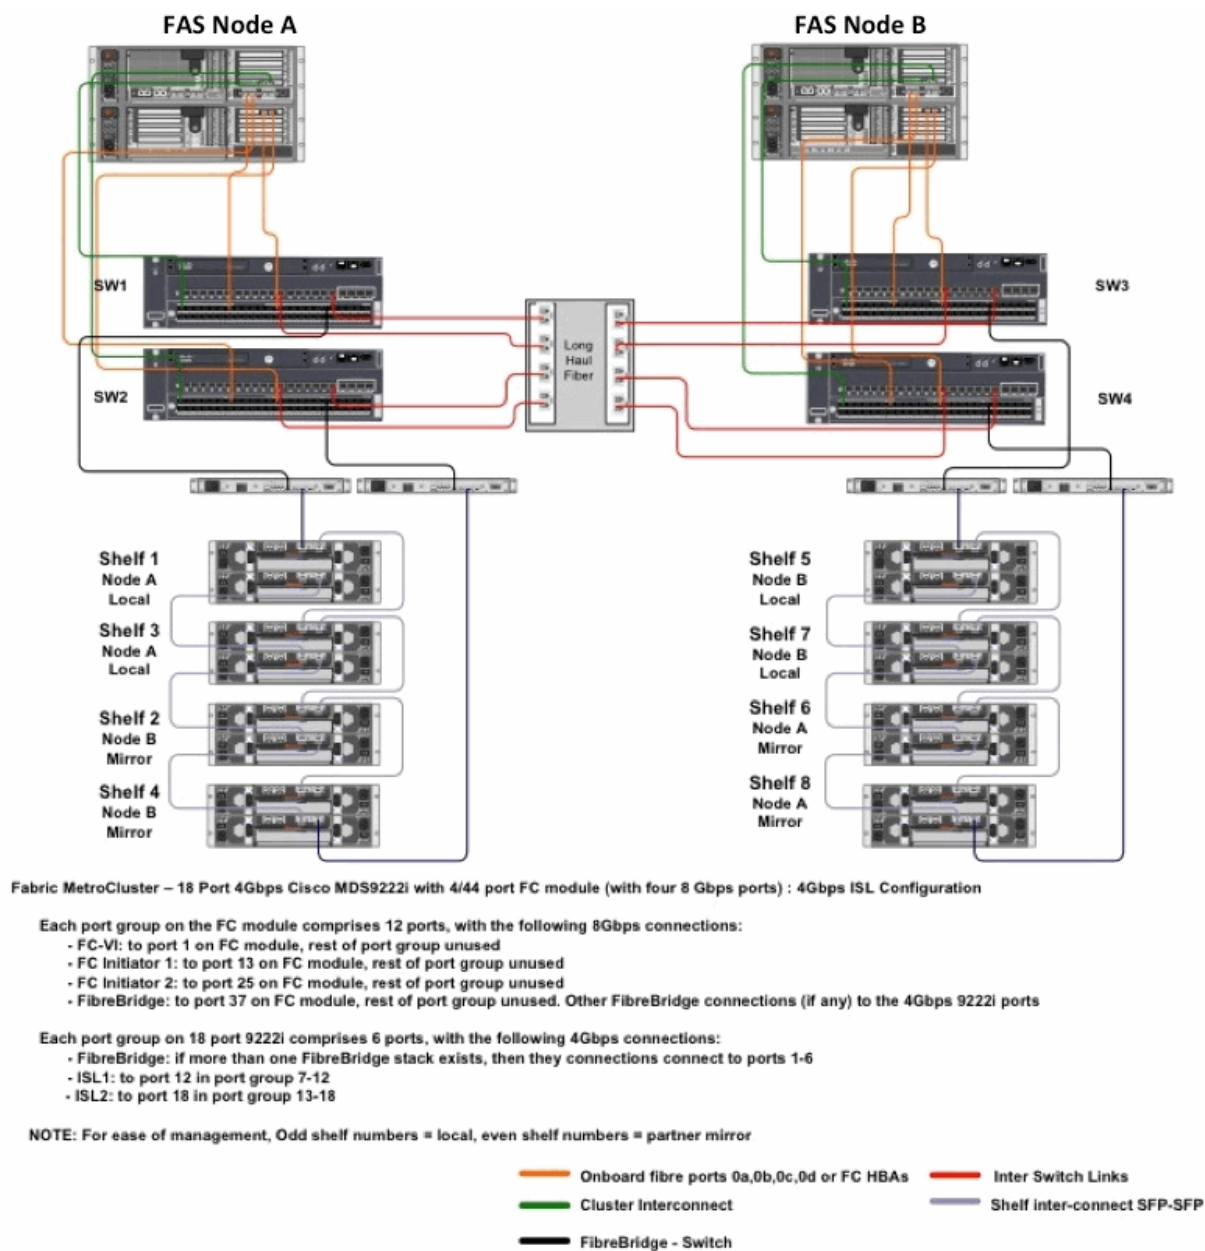 FAS Node A
FAS Node B
SW1
SW3
Long
Haul
Fiber
SW2
SW4
Shelf 1
Node A
Local
Shelf 3
Node A
Local
Shelf 2
Node B
Mirror
Shelf 4
Node B
Mirror
Shelf 5
Node B
Local
Shelf 7
Node B
Local
Shelf 6
Node A
Mirror
Shelf 8
Node A
Mirror
Fabric MetroCluster – 18 Port 4Gbps Cisco MDS9222i with 4/44 port FC module (with four 8 Gbps ports) : 4Gbps ISL Configuration
Each port group on the FC module comprises 12 ports, with the following 8Gbps connections:
- FC-VI: to port 1 on FC module, rest of port group unused
- FC Initiator 1: to port 13 on FC module, rest of port group unused
- FC Initiator 2: to port 25 on FC module, rest of port group unused
- FibreBridge: to port 37 on FC module, rest of port group unused. Other FibreBridge connections (if any) to the 4Gbps 9222i ports
Each port group on 18 port 9222i comprises 6 ports, with the following 4Gbps connections:
- FibreBridge: if more than one FibreBridge stack exists, then they connections connect to ports 1-6
- ISL1: to port 12 in port group 7-12
- ISL2: to port 18 in port group 13-18
NOTE: For ease of management, Odd shelf numbers = local, even shelf numbers = partner mirror
Onboard fibre ports 0a,0b,0c,0d or FC HBAs
Inter Switch Links
Cluster Interconnect
Shelf inter-connect SFP-SFP
FibreBridge - Switch